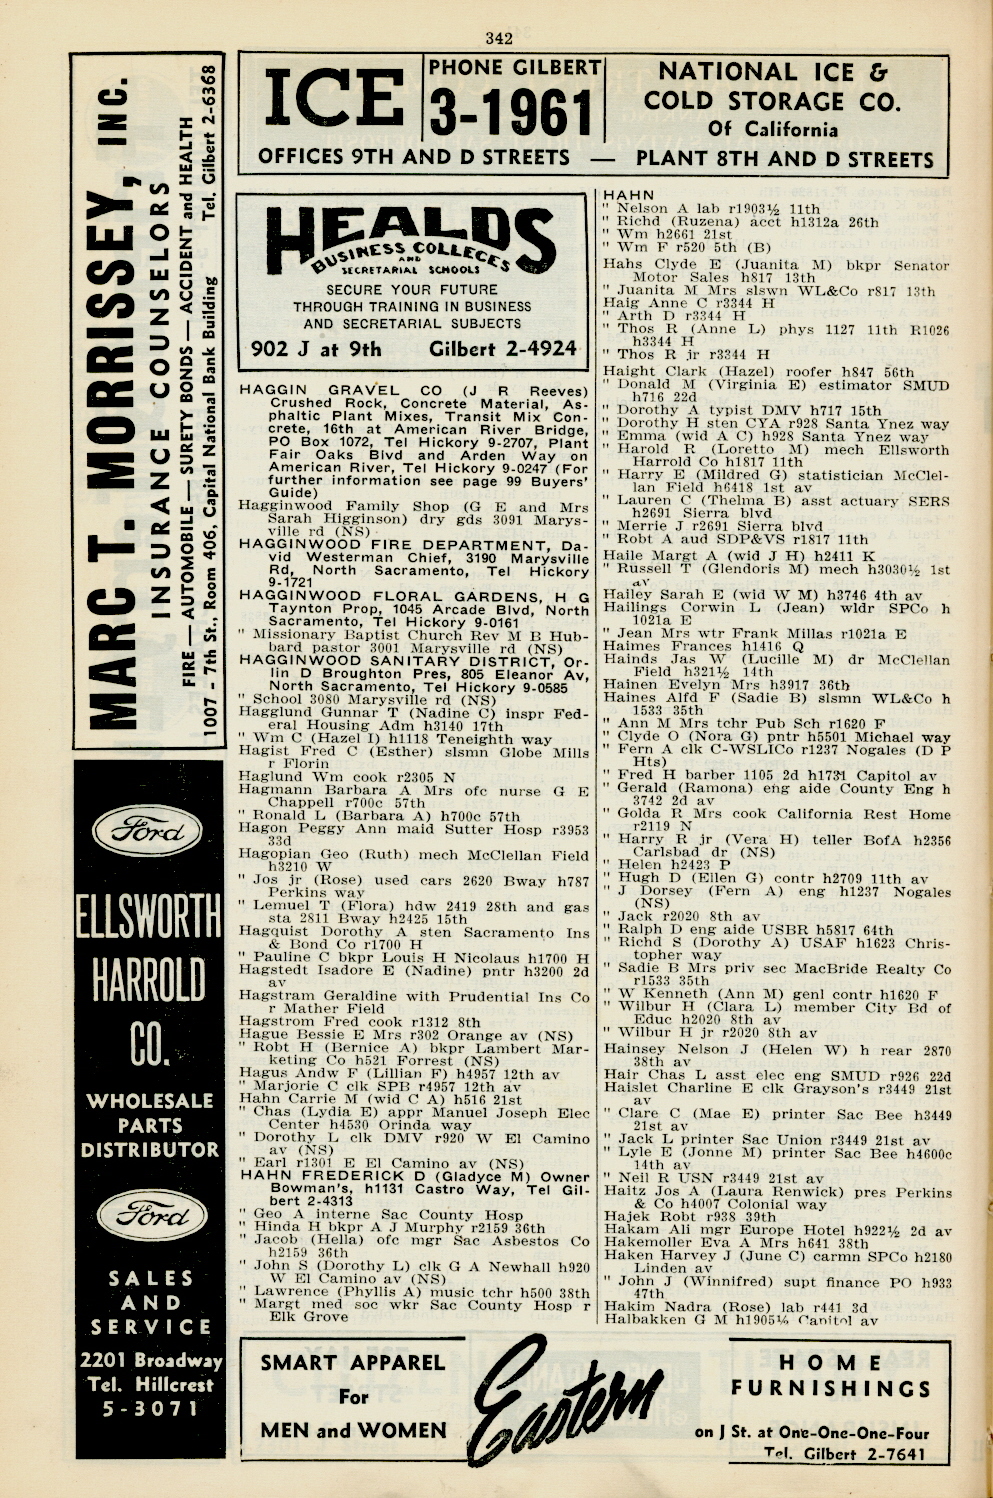 342
ICE
PHONE GILBERT
3-1961
NATIONAL ICE &
COLD STORAGE CO.
Of California
OFFICES 9TH AND D STREETS — PLANT 8TH AND D STREETS
MARC T. MORRISSEY, INC.
INSURANCE COUNSELORS
FIRE — AUTOMOBILE — SURETY BONDS — ACCIDENT and HEALTH
1007 - 7th St., Room 406, Capital National Bank Building Tel. Gilbert 2-6368
Ford
ELLSWORTH
HARROLD
CO.
WHOLESALE
PARTS
DISTRIBUTOR
Ford
SALES
AND
SERVICE
2201 Broadway
Tel. Hillcrest
5-3071
HEALDS
BUSINESS COLLEGES
AND
SECRETARIAL SCHOOLS
SECURE YOUR FUTURE
THROUGH TRAINING IN BUSINESS
AND SECRETARIAL SUBJECTS
902 J at 9th Gilbert 2-4924
HAGGIN GRAVEL CO (J R Reeves)
Crushed Rock, Concrete Material, As-
phaltic Plant Mixes, Transit Mix Con-
crete, 16th at American River Bridge,
PO Box 1072, Tel Hickory 9-2707, Plant
Fair Oaks Blvd and Arden Way on
American River, Tel Hickory 9-0247 (For
further information see page 99 Buyers'
Guide)
Hagginwood Family Shop (G E and Mrs
Sarah Higginson) dry gds 3091 Marys-
ville rd (NS)
HAGGINWOOD FIRE DEPARTMENT, Da-
vid Westerman Chief, 3190 Marysville
Rd, North Sacramento, Tel Hickory
9-1721
HAGGINWOOD FLORAL GARDENS, H G
Taynton Prop, 1045 Arcade Blvd, North
Sacramento, Tel Hickory 9-0161
" Missionary Baptist Church Rev M B Hub-
bard pastor 3001 Marysville rd (NS)
HAGGINWOOD SANITARY DISTRICT, Or-
lin D Broughton Pres, 805 Eleanor Av,
North Sacramento, Tel Hickory 9-0585
" School 3080 Marysville rd (NS)
Hagglund Gunnar T (Nadine C) inspr Fed-
eral Housing Adm h3140 17th
" Wm C (Hazel I) h1118 Teneighth way
Hagist Fred C (Esther) slsmn Globe Mills
r Florin
Haglund Wm cook r2305 N
Hagmann Barbara A Mrs ofc nurse G E
Chappell r700c 57th
" Ronald L (Barbara A) h700c 57th
Hagon Peggy Ann maid Sutter Hosp r3953
33d
Hagopian Geo (Ruth) mech McClellan Field
h3210 W
" Jos jr (Rose) used cars 2620 Bway h787
Perkins way
" Lemuel T (Flora) hdw 2419 28th and gas
sta 2811 Bway h2425 15th
Hagquist Dorothy A sten Sacramento Ins
& Bond Co r1700 H
" Pauline C bkpr Louis H Nicolaus h1700 H
Hagstedt Isadore E (Nadine) pntr h3200 2d
av
Hagstram Geraldine with Prudential Ins Co
r Mather Field
Hagstrom Fred cook r1312 8th
Hague Bessie E Mrs r302 Orange av (NS)
" Robt H (Bernice A) bkpr Lambert Mar-
keting Co h521 Forrest (NS)
Hagus Andw F (Lillian F) h4957 12th av
" Marjorie C clk SPB r4957 12th av
Hahn Carrie M (wid C A) h516 21st
" Chas (Lydia E) appr Manuel Joseph Elec
Center h4530 Orinda way
" Dorothy L clk DMV r920 W El Camino
av (NS)
" Earl r1301 E El Camino av (NS)
HAHN FREDERICK D (Gladyce M) Owner
Bowman's, h1131 Castro Way, Tel Gil-
bert 2-4313
" Geo A interne Sac County Hosp
" Hinda H bkpr A J Murphy r2159 36th
" Jacob (Hella) ofc mgr Sac Asbestos Co
h2159 36th
" John S (Dorothy L) clk G A Newhall h920
W El Camino av (NS)
" Lawrence (Phyllis A) music tchr h500 38th
" Margt med soc wkr Sac County Hosp r
Elk Grove
HAHN
" Nelson A lab r1903½ 11th
" Richd (Ruzena) acct h1312a 26th
" Wm h2661 21st
" Wm F r520 5th (B)
Hahs Clyde E (Juanita M) bkpr Senator
Motor Sales h817 13th
" Juanita M Mrs slswn WL&Co r817 13th
Haig Anne C r3344 H
" Arth D r3344 H
" Thos R (Anne L) phys 1127 11th R1026
h3344 H
" Thos R jr r3344 H
Haight Clark (Hazel) roofer h847 56th
" Donald M (Virginia E) estimator SMUD
h716 22d
" Dorothy A typist DMV h717 15th
" Dorothy H sten CYA r928 Santa Ynez way
" Emma (wid A C) h928 Santa Ynez way
" Harold R (Loretto M) mech Ellsworth
Harrold Co h1817 11th
" Harry E (Mildred G) statistician McClel-
lan Field h6418 1st av
" Lauren C (Thelma B) asst actuary SERS
h2691 Sierra blvd
" Merrie J r2691 Sierra blvd
" Robt A aud SDP&VS r1817 11th
Haile Margt A (wid J H) h2411 K
" Russell T (Glendoris M) mech h3030½ 1st
av
Hailey Sarah E (wid W M) h3746 4th av
Hailings Corwin L (Jean) wldr SPCo h
1021a E
" Jean Mrs wtr Frank Millas r1021a E
Haimes Frances h1416 Q
Hainds Jas W (Lucille M) dr McClellan
Field h321½ 14th
Hainen Evelyn Mrs h3917 36th
Haines Alfd F (Sadie B) slsmn WL&Co h
1533 35th
" Ann M Mrs tchr Pub Sch r1620 F
" Clyde O (Nora G) pntr h5501 Michael way
" Fern A clk C-WSLICo r1237 Nogales (D P
Hts)
" Fred H barber 1105 2d h1731 Capitol av
" Gerald (Ramona) eng aide County Eng h
3742 2d av
" Golda R Mrs cook California Rest Home
r2119 N
" Harry R jr (Vera H) teller BofA h2356
Carlsbad dr (NS)
" Helen h2423 P
" Hugh D (Ellen G) contr h2709 11th av
" J Dorsey (Fern A) eng h1237 Nogales
(NS)
" Jack r2020 8th av
" Ralph D eng aide USBR h5817 64th
" Richd S (Dorothy A) USAF h1623 Chris-
topher way
" Sadie B Mrs priv sec MacBride Realty Co
r1533 35th
" W Kenneth (Ann M) genl contr h1620 F
" Wilbur H (Clara L) member City Bd of
Educ h2020 8th av
" Wilbur H jr r2020 8th av
Hainsey Nelson J (Helen W) h rear 2870
38th av
Hair Chas L asst elec eng SMUD r926 22d
Haislet Charline E clk Grayson's r3449 21st
av
" Clare C (Mae E) printer Sac Bee h3449
21st av
" Jack L printer Sac Union r3449 21st av
" Lyle E (Jonne M) printer Sac Bee h4600c
14th av
" Neil R USN r3449 21st av
Haitz Jos A (Laura Renwick) pres Perkins
& Co h4007 Colonial way
Hajek Robt r938 39th
Hakam Ali mgr Europe Hotel h922½ 2d av
Hakemoller Eva A Mrs h641 38th
Haken Harvey J (June C) carmn SPCo h2180
Linden av
" John J (Winnifred) supt finance PO h933
47th
Hakim Nadra (Rose) lab r441 3d
Halbakken G M h1905¼ Capitol av
SMART APPAREL
For
MEN and WOMEN
Eastern
HOME
FURNISHINGS
on J St. at One-One-One-Four
Tel. Gilbert 2-7641